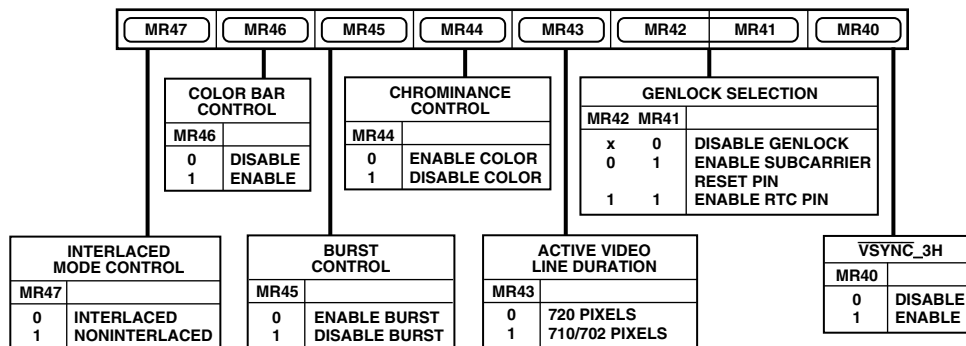 MR47 MR46 MR45 MR44 MR43 MR42 MR41 MR40
COLOR BAR
CONTROL
MR46
0 DISABLE
1 ENABLE
CHROMINANCE
CONTROL
MR44
0 ENABLE COLOR
1 DISABLE COLOR
GENLOCK SELECTION
MR42 MR41
x 0 DISABLE GENLOCK
0 1 ENABLE SUBCARRIER
RESET PIN
1 1 ENABLE RTC PIN
INTERLACED
MODE CONTROL
MR47
0 INTERLACED
1 NONINTERLACED
BURST
CONTROL
MR45
0 ENABLE BURST
1 DISABLE BURST
ACTIVE VIDEO
LINE DURATION
MR43
0 720 PIXELS
1 710/702 PIXELS
VSYNC_3H
MR40
0 DISABLE
1 ENABLE